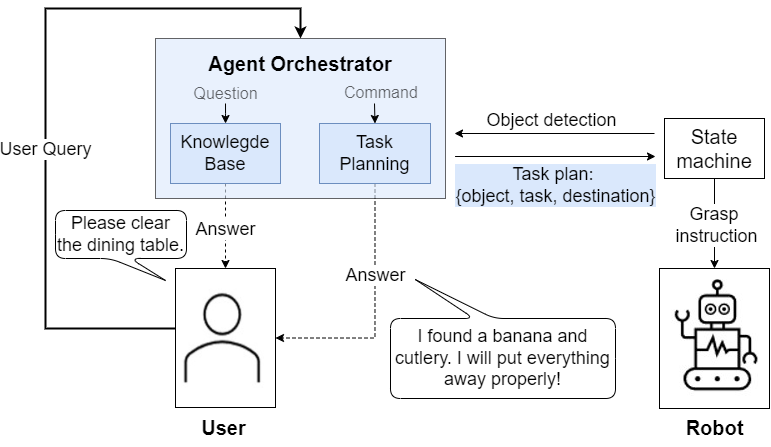 Agent Orchestrator
Question
Command
Knowlegde
Base
Task
Planning
Object detection
State
machine
Task plan:
{object, task, destination}
User Query
Please clear
the dining table.
Answer
Grasp
instruction
Answer
I found a banana and
cutlery. I will put everything
away properly!
User
Robot